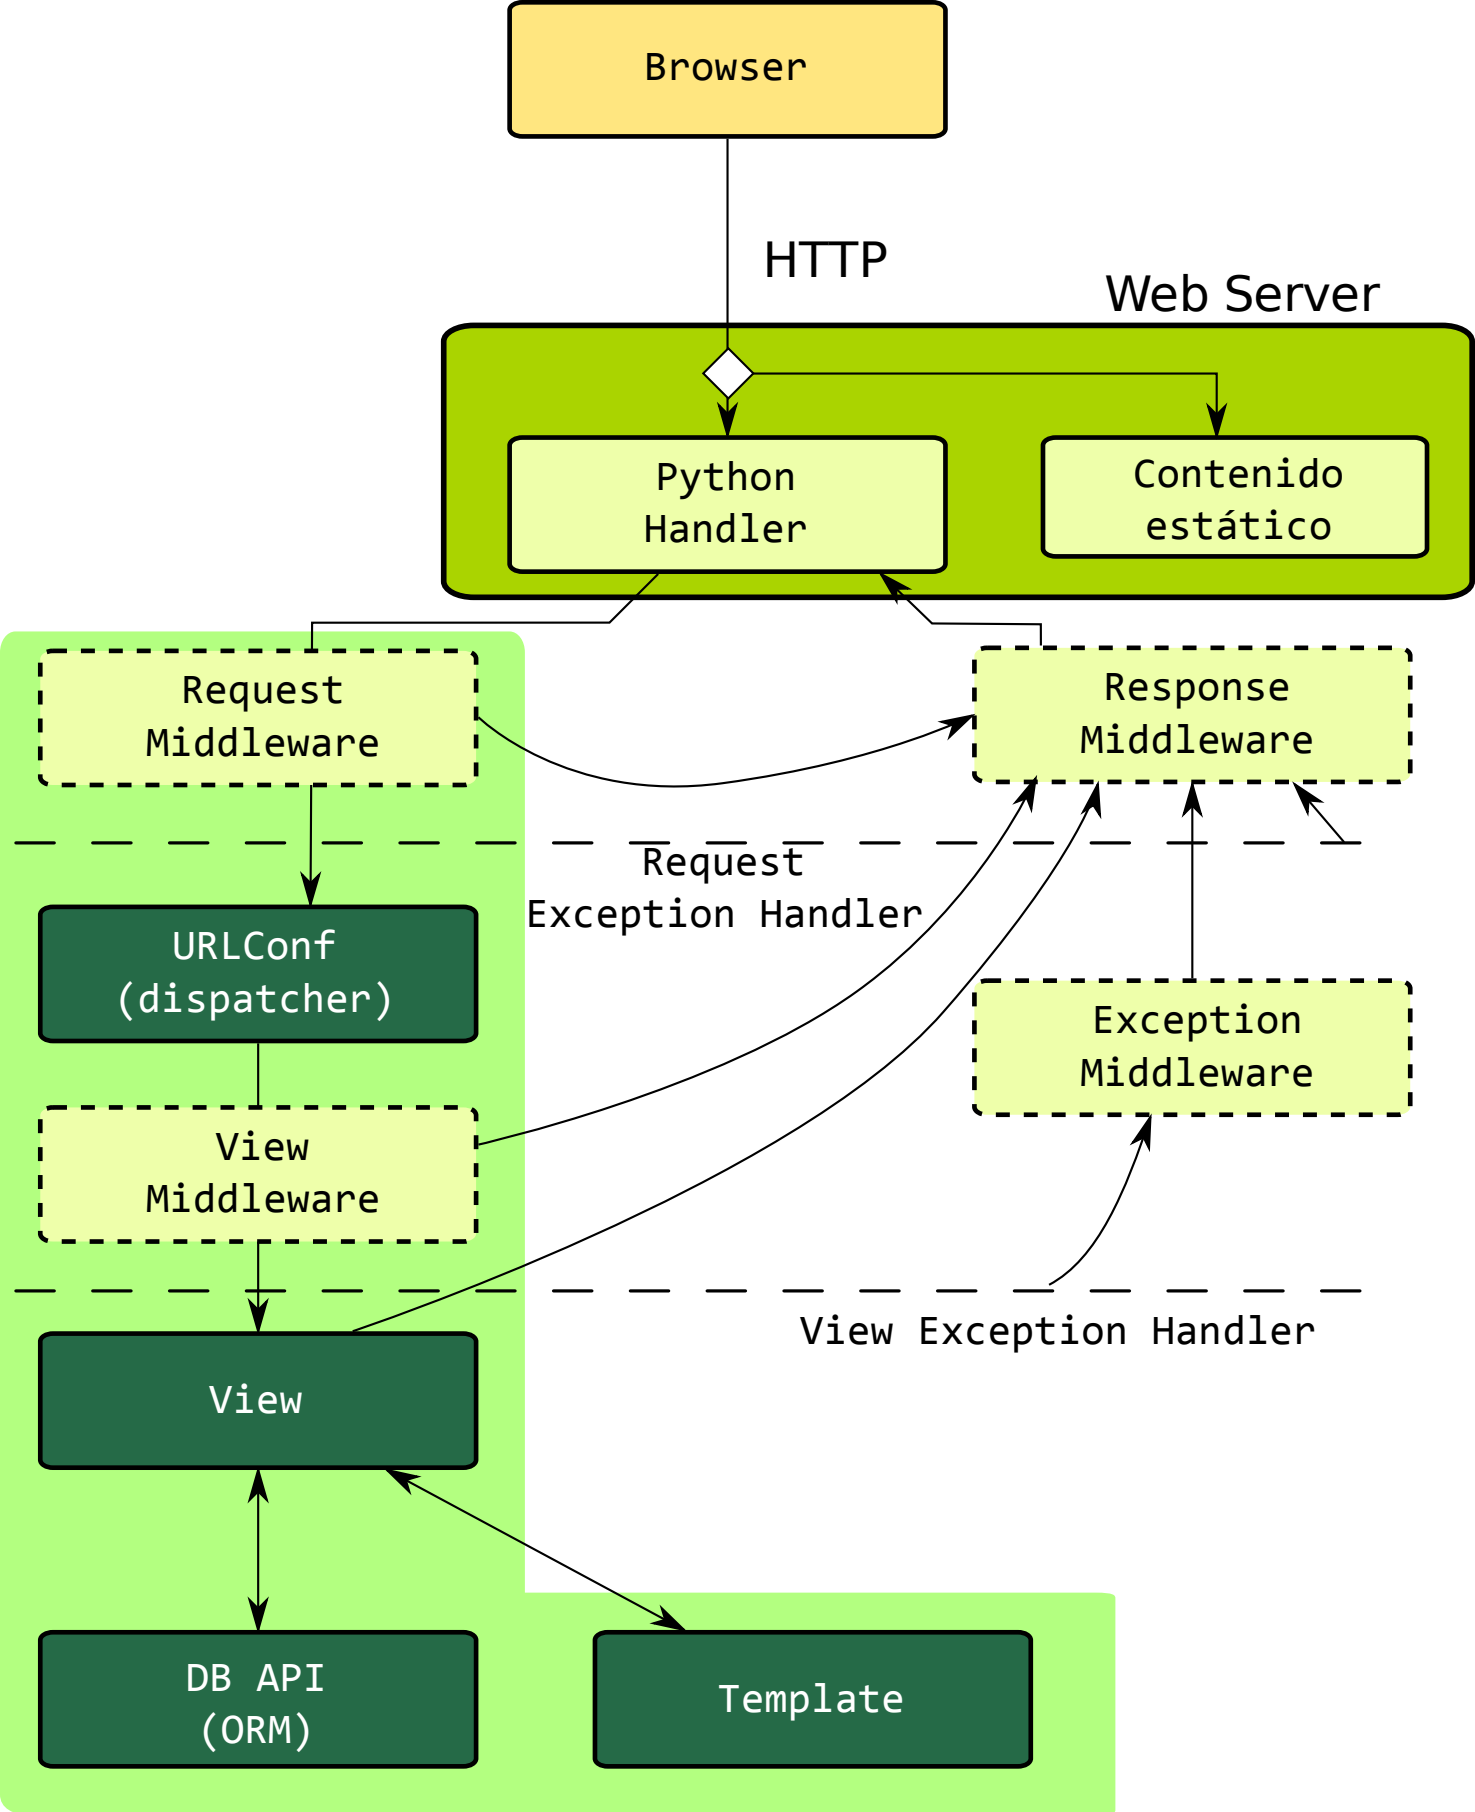 Browser
HTTP
Web Server
Python
Handler
Contenido
estático
Request
Middleware
Response
Middleware
Request
Exception Handler
URLConf
(dispatcher)
Exception
Middleware
View
Middleware
View Exception Handler
View
DB API
(ORM)
Template